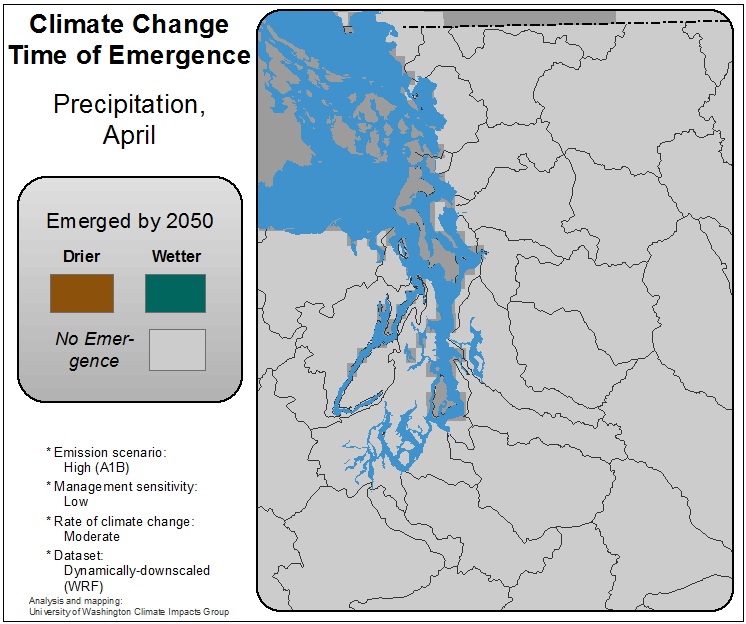 Climate Change
Time of Emergence
Precipitation,
April
Emerged by 2050
Drier Wetter
No Emer-
gence
* Emission scenario:
High (A1B)
* Management sensitivity:
Low
* Rate of climate change:
Moderate
* Dataset:
Dynamically-downscaled
(WRF)
Analysis and mapping:
University of Washington Climate Impacts Group